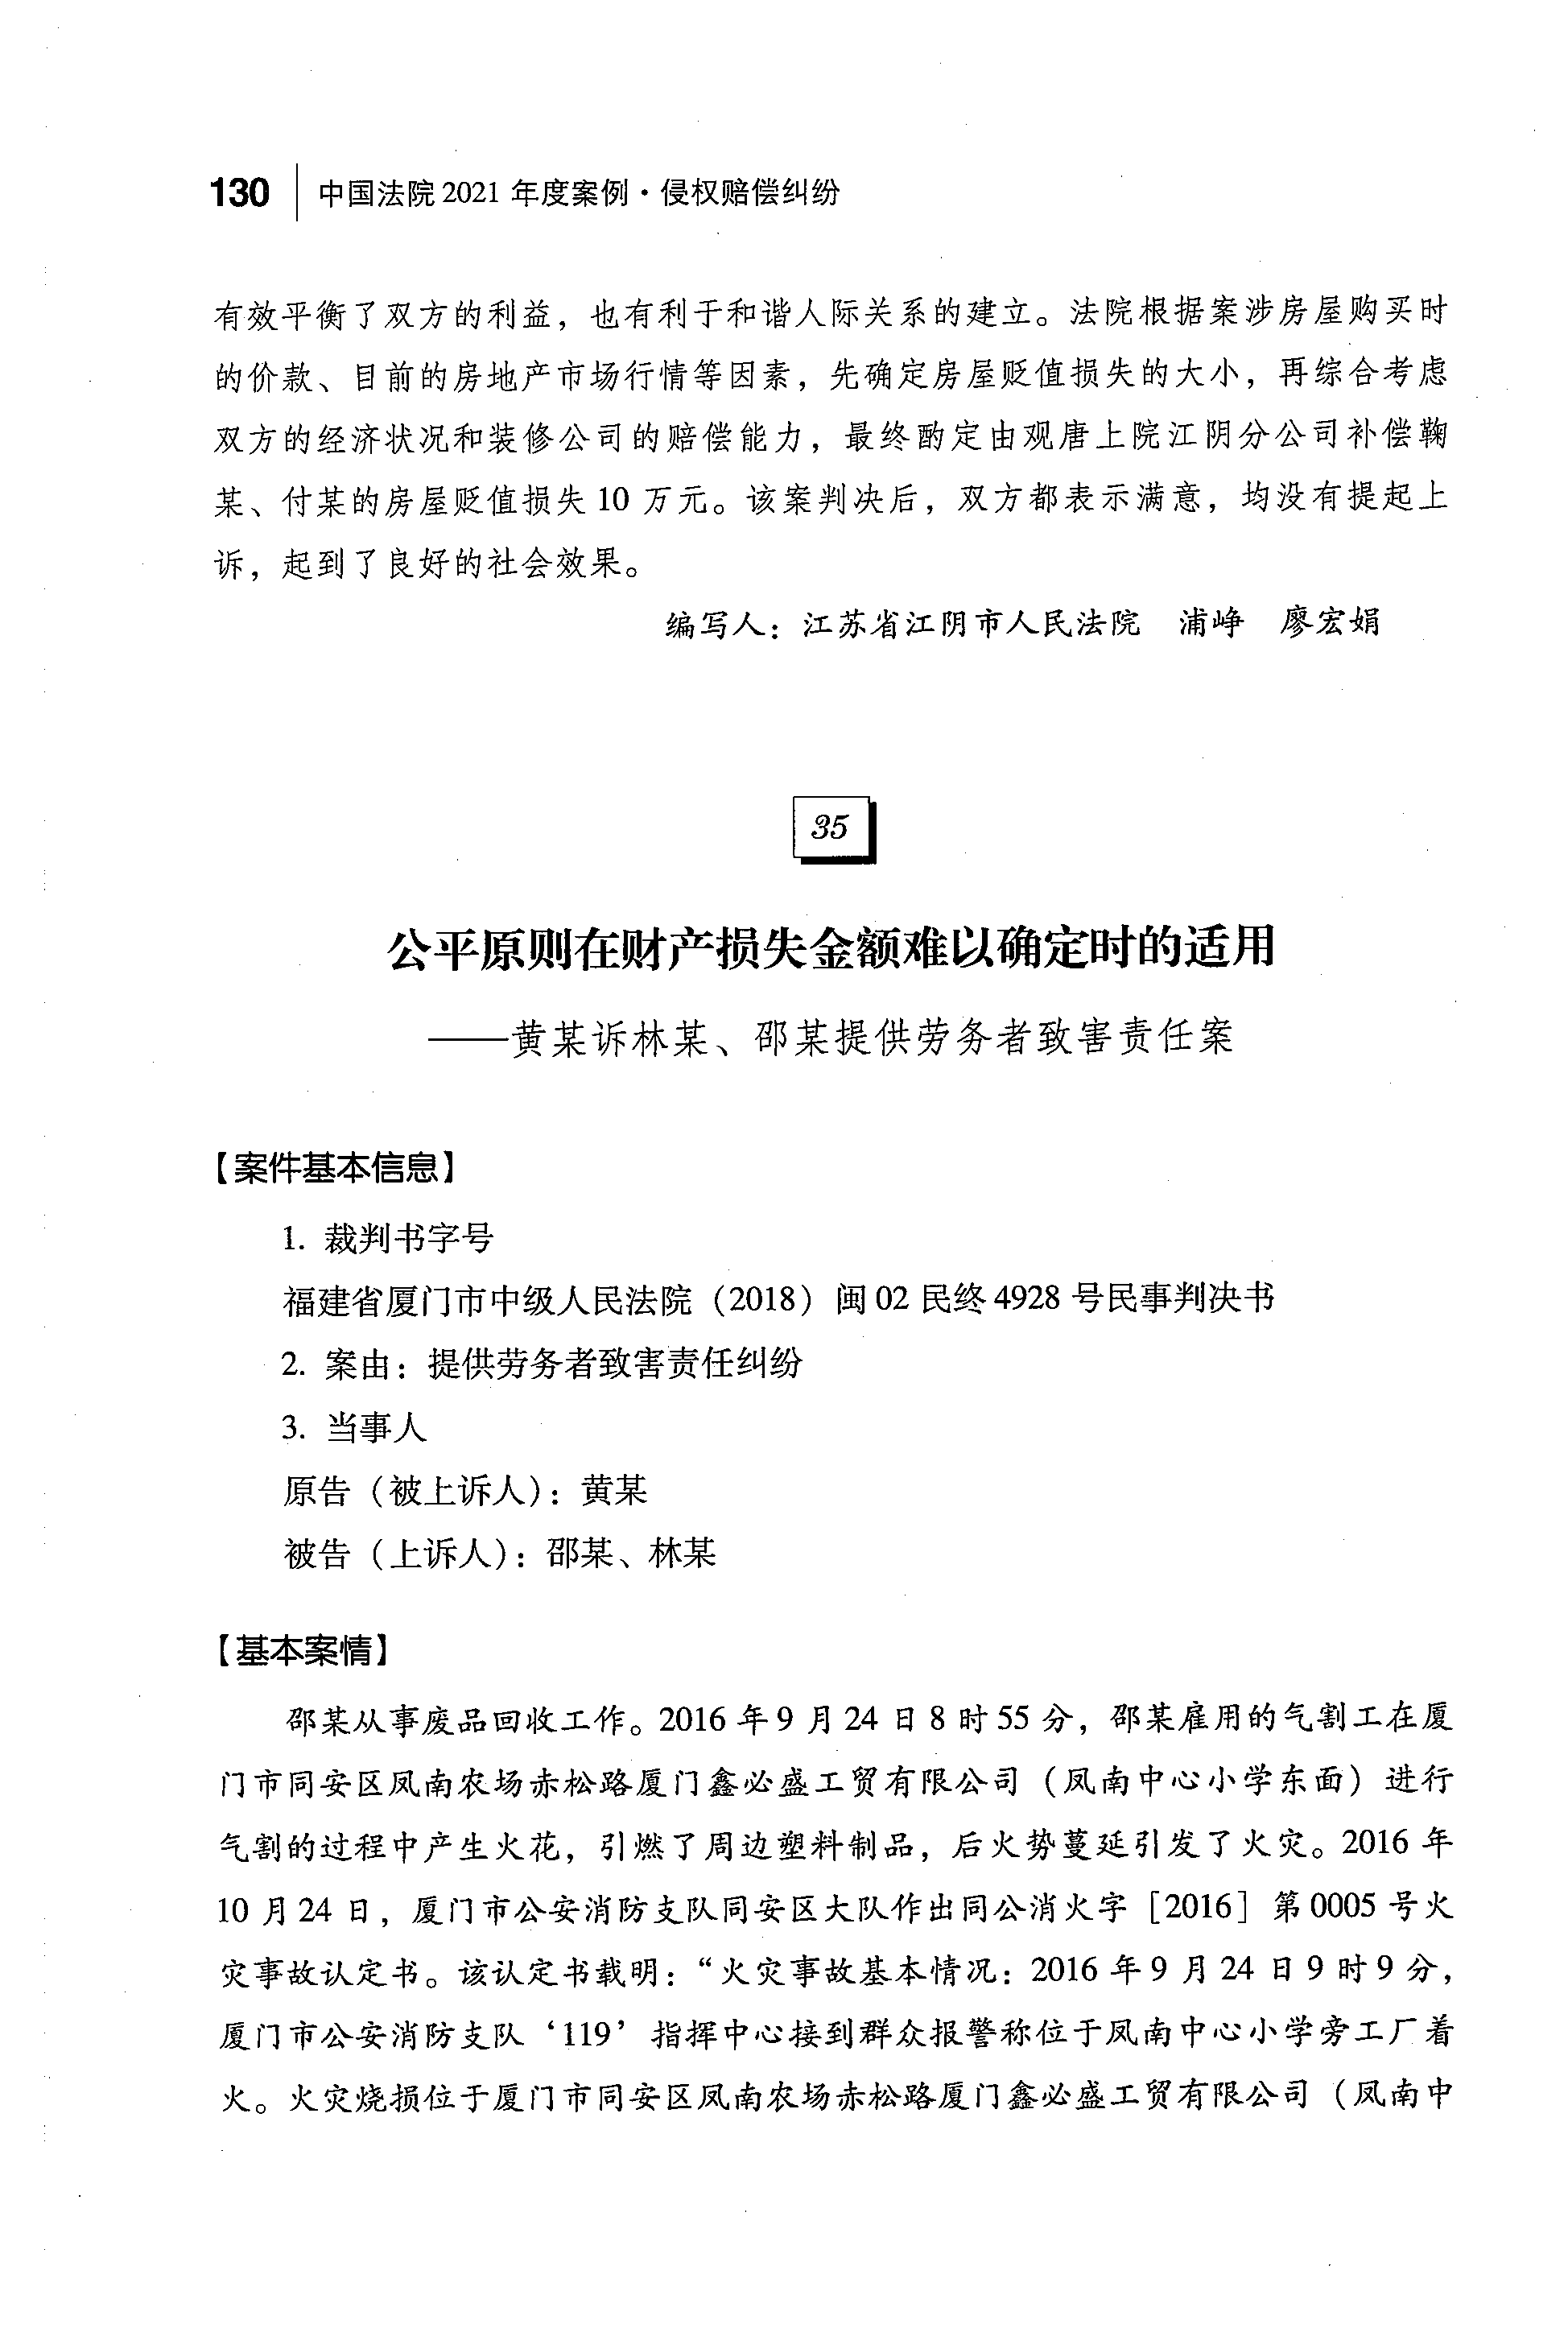 130 中国法院2021年度案例·侵权赔偿纠纷
有效平衡了双方的利益，也有利于和谐人际关系的建立。法院根据案涉房屋购买时
的价款、目前的房地产市场行情等因素，先确定房屋贬值损失的大小，再综合考虑
双方的经济状况和装修公司的赔偿能力，最终酌定由观唐上院江阴分公司补偿鞠
某、付某的房屋贬值损失10万元。该案判决后，双方都表示满意，均没有提起上
诉，起到了良好的社会效果。
编写人：江苏省江阴市人民法院 浦峥 廖宏娟
35
公平原则在财产损失金额难以确定时的适用
——黄某诉林某、邵某提供劳务者致害责任案
【案件基本信息】
1. 裁判书字号
福建省厦门市中级人民法院（2018）闽02民终4928号民事判决书
2. 案由：提供劳务者致害责任纠纷
3. 当事人
原告（被上诉人）：黄某
被告（上诉人）：邵某、林某
【基本案情】
邵某从事废品回收工作。2016年9月24日8时55分，邵某雇用的气割工在厦
门市同安区凤南农场赤松路厦门鑫必盛工贸有限公司（凤南中心小学东面）进行
气割的过程中产生火花，引燃了周边塑料制品，后火势蔓延引发了火灾。2016年
10月24日，厦门市公安消防支队同安区大队作出同公消火字［2016］第0005号火
灾事故认定书。该认定书载明：“火灾事故基本情况：2016年9月24日9时9分，
厦门市公安消防支队‘119’指挥中心接到群众报警称位于凤南中心小学旁工厂着
火。火灾烧损位于厦门市同安区凤南农场赤松路厦门鑫必盛工贸有限公司（凤南中